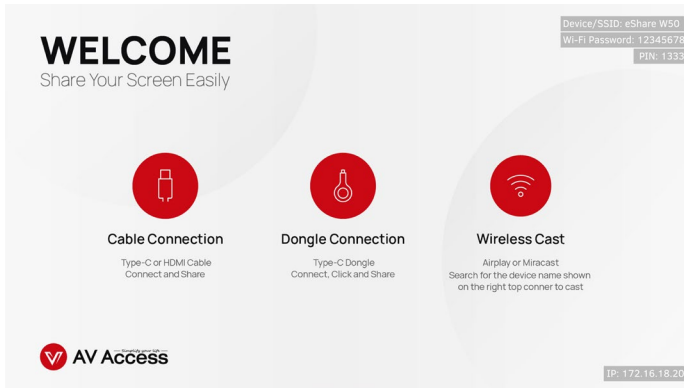 Device/SSID: eShare W50
Wi-Fi Password: 12345678
PIN: 1333
WELCOME
Share Your Screen Easily
Cable Connection
Type-C or HDMI Cable
Connect and Share
Dongle Connection
Type-C Dongle
Connect, Click and Share
Wireless Cast
Airplay or Miracast
Search for the device name shown
on the right top conner to cast
Simplify your life
AV Access
IP: 172.16.18.20